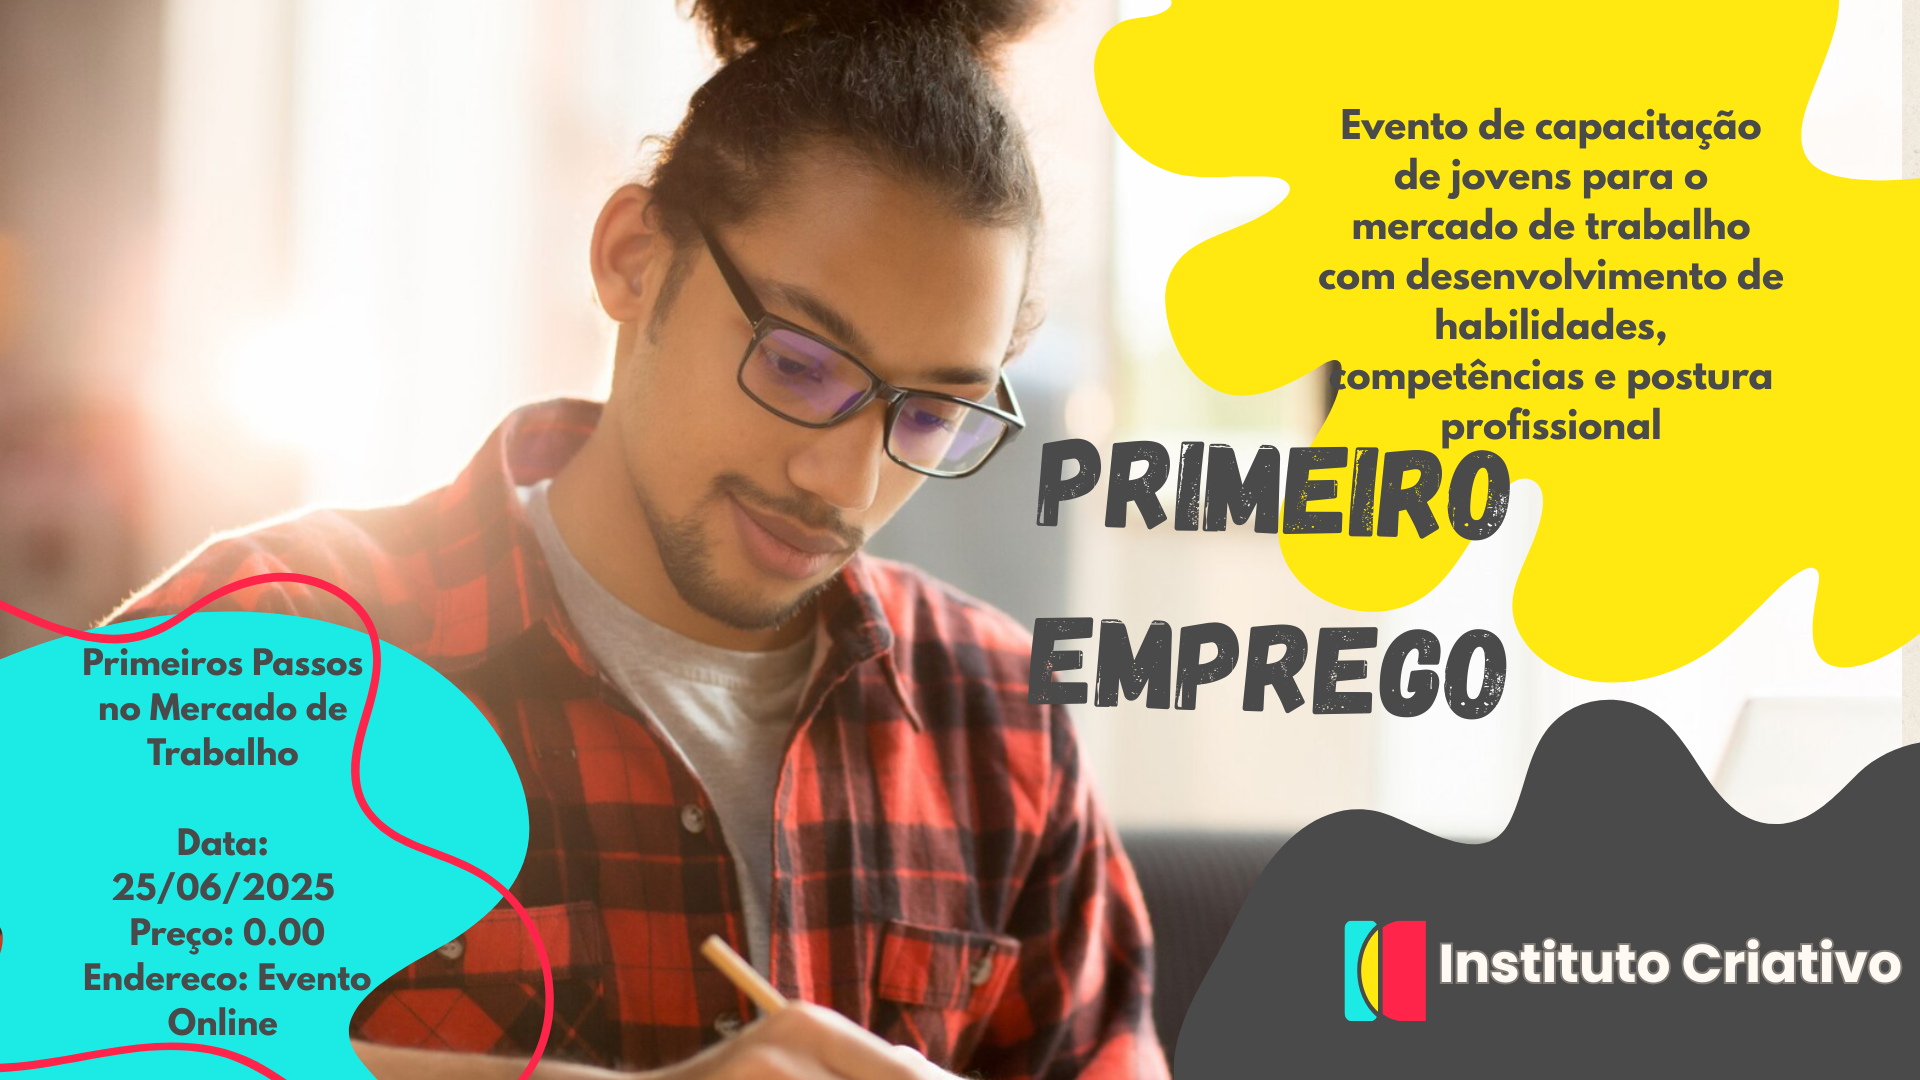 Evento de capacitação
de jovens para o
mercado de trabalho
com desenvolvimento de
habilidades,
competências e postura
profissional
PRIMEIRO
EMPREGO
Primeiros Passos
no Mercado de
Trabalho
Data:
25/06/2025
Preço: 0.00
Endereco: Evento
Online
Instituto Criativo